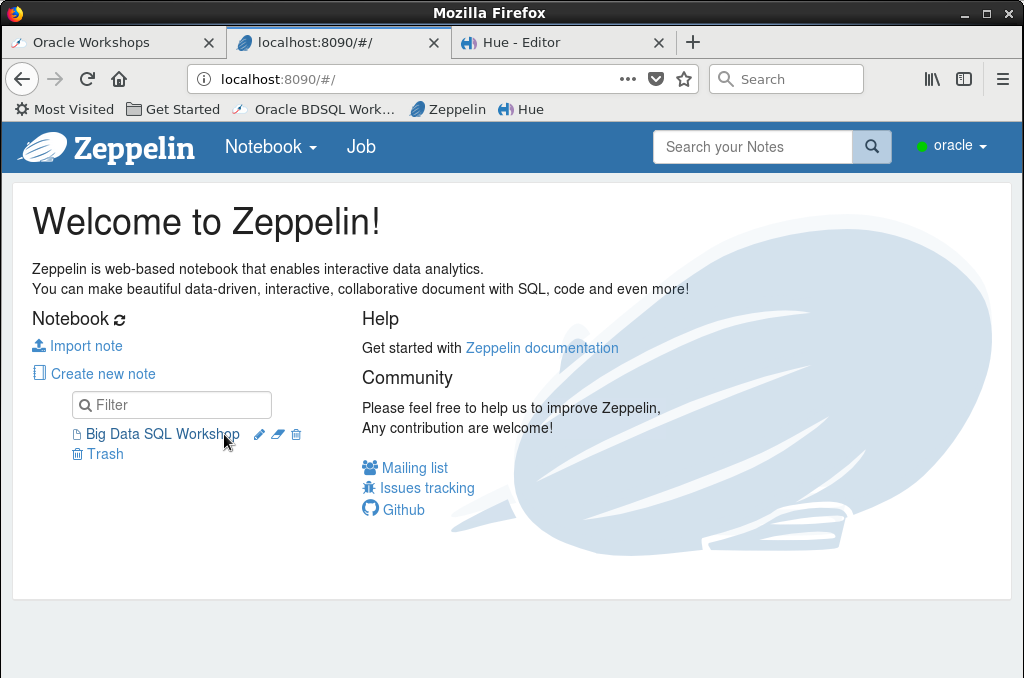 Mozilla Firefox
Oracle Workshops
localhost:8090/#/
Hue - Editor
localhost:8090/#/
Search
Most Visited
Get Started
Oracle BDSQL Work…
Zeppelin
Hue
Zeppelin
Notebook
Job
Search your Notes
oracle
Welcome to Zeppelin!
Zeppelin is web-based notebook that enables interactive data analytics.
You can make beautiful data-driven, interactive, collaborative document with SQL, code and even more!
Notebook
Import note
Create new note
Filter
Big Data SQL Workshop
Trash
Help
Get started with Zeppelin documentation
Community
Please feel free to help us to improve Zeppelin,
Any contribution are welcome!
Mailing list
Issues tracking
Github